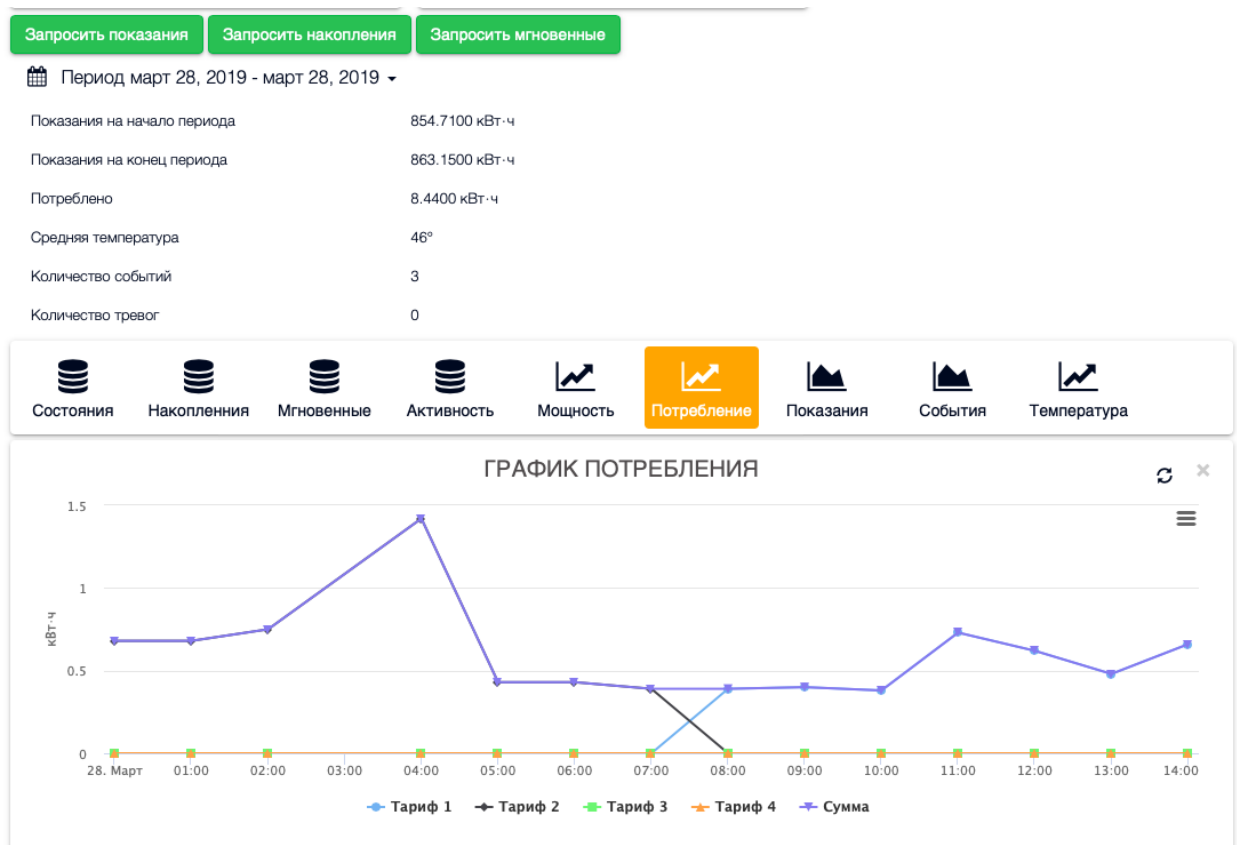 Запросить показания Запросить накопления Запросить мгновенные
Период март 28, 2019 - март 28, 2019
Показания на начало периода 854.7100 кВт·ч
Показания на конец периода 863.1500 кВт·ч
Потреблено 8.4400 кВт·ч
Средняя температура 46°
Количество событий 3
Количество тревог 0
Состояния Накопленния Мгновенные Активность Мощность Потребление Показания События Температура
ГРАФИК ПОТРЕБЛЕНИЯ
кВт·ч
1.5
1
0.5
0
28. Март 01:00 02:00 03:00 04:00 05:00 06:00 07:00 08:00 09:00 10:00 11:00 12:00 13:00 14:00
Тариф 1 Тариф 2 Тариф 3 Тариф 4 Сумма